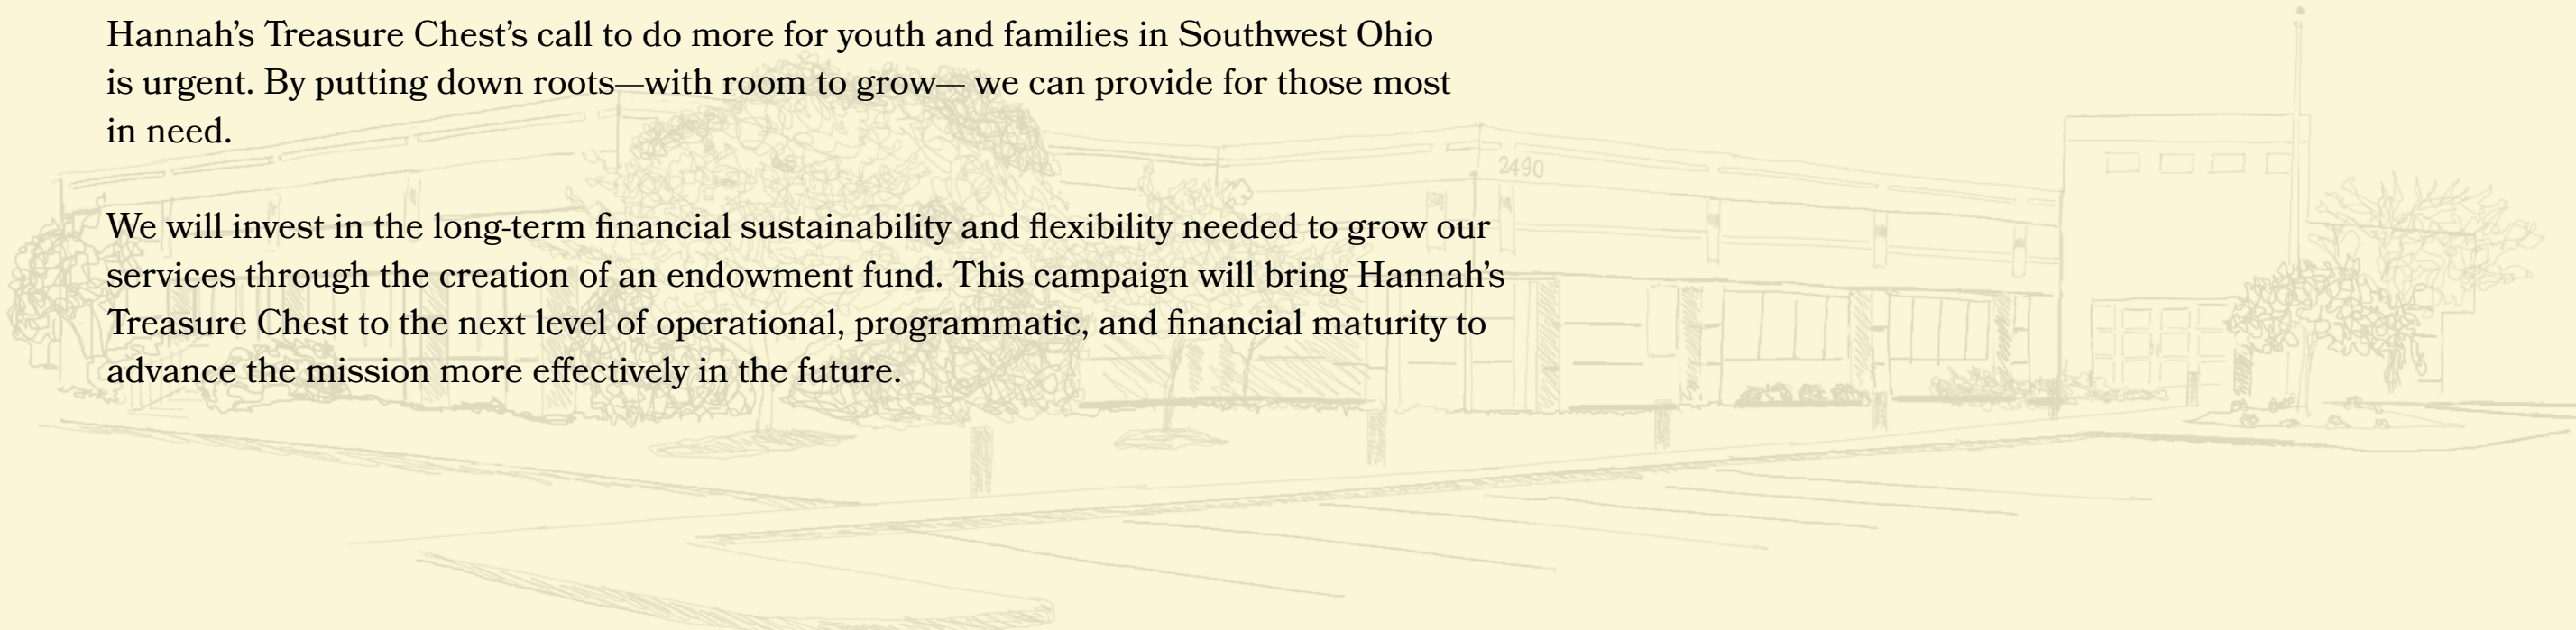 Hannah’s Treasure Chest’s call to do more for youth and families in Southwest Ohio
is urgent. By putting down roots—with room to grow— we can provide for those most
in need.
2490
We will invest in the long-term financial sustainability and flexibility needed to grow our
services through the creation of an endowment fund. This campaign will bring Hannah’s
Treasure Chest to the next level of operational, programmatic, and financial maturity to
advance the mission more effectively in the future.